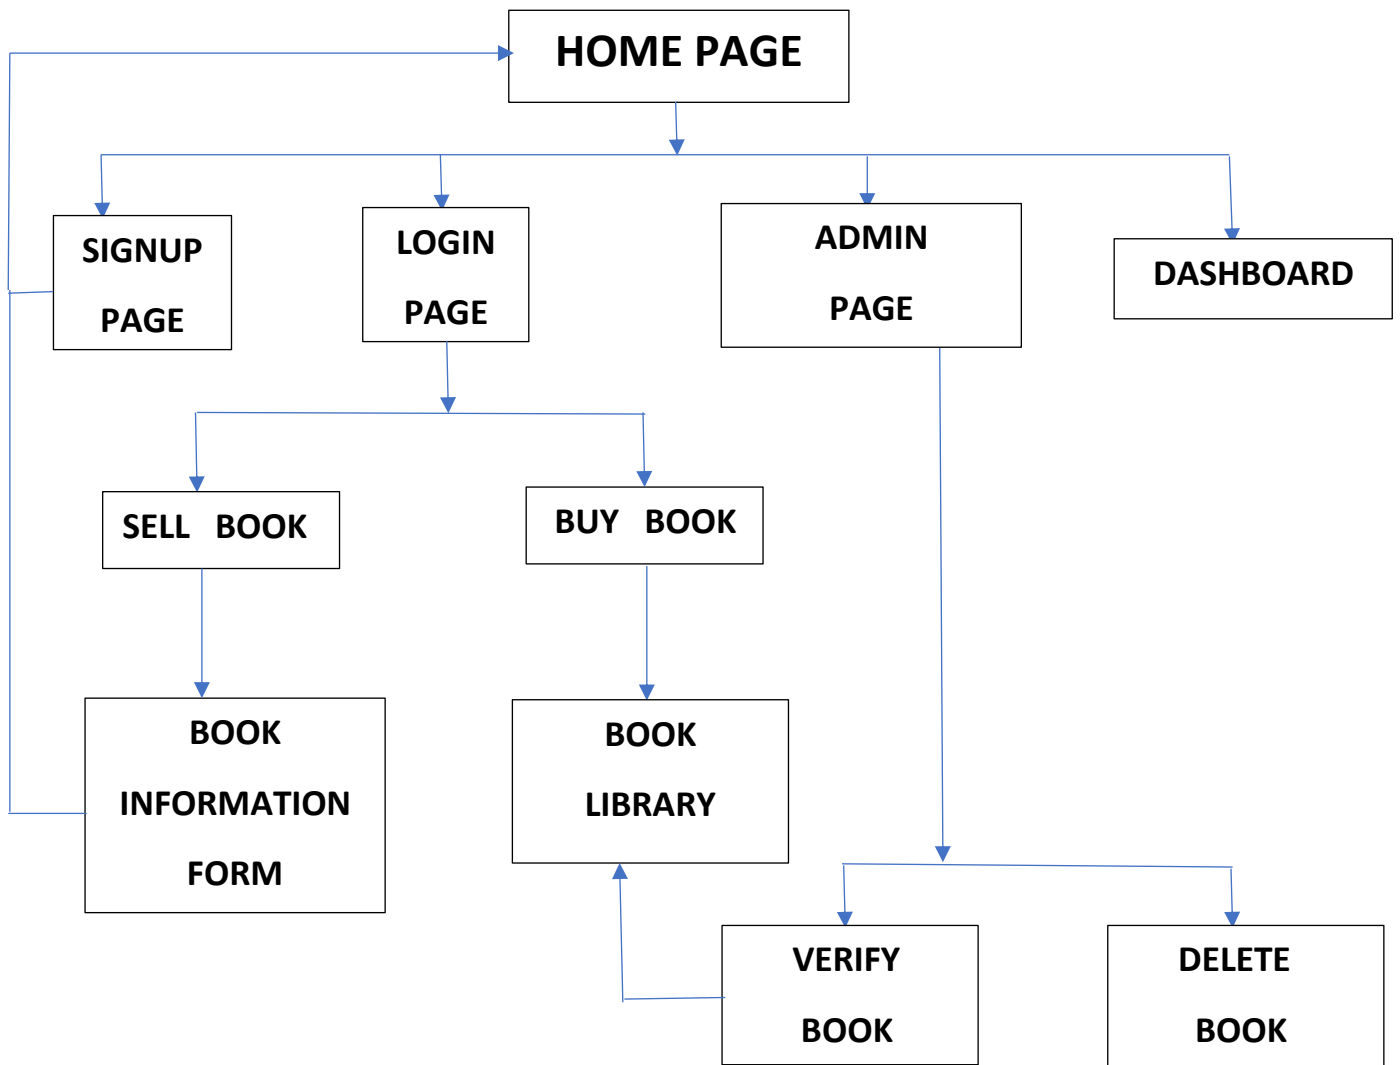 HOME PAGE
SIGNUP
PAGE
LOGIN
PAGE
ADMIN
PAGE
DASHBOARD
SELL BOOK
BUY BOOK
BOOK
INFORMATION
FORM
BOOK
LIBRARY
VERIFY
BOOK
DELETE
BOOK